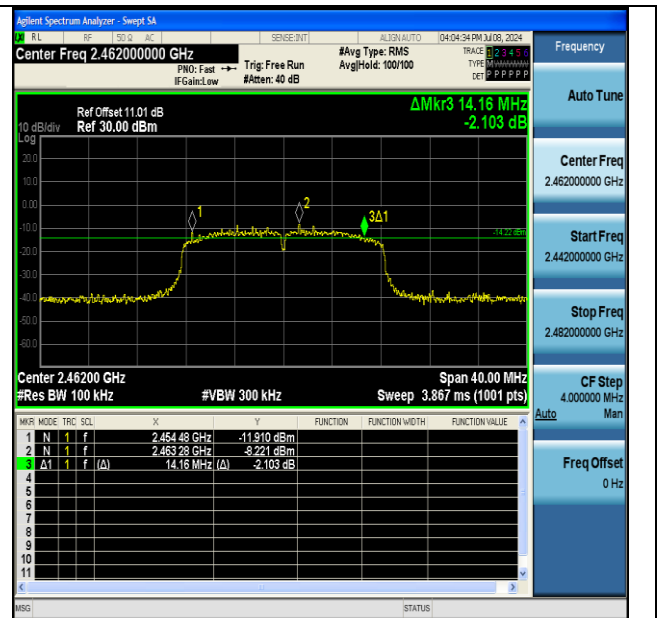 Agilent Spectrum Analyzer - Swept SA
RL RF 50 Ω AC SENSE:INT ALIGN AUTO 04:04:34 PM Jul 08, 2024
Center Freq 2.462000000 GHz
PNO: Fast
IFGain:Low
Trig: Free Run
#Atten: 40 dB
#Avg Type: RMS
Avg|Hold: 100/100
TRACE 1 2 3 4 5 6
TYPE MWWWWW
DET P P P P P P
Frequency
Auto Tune
Center Freq
2.462000000 GHz
Start Freq
2.442000000 GHz
Stop Freq
2.482000000 GHz
CF Step
4.000000 MHz
Auto Man
Freq Offset
0 Hz
Ref Offset 11.01 dB
10 dB/div Ref 30.00 dBm
Log
ΔMkr3 14.16 MHz
-2.103 dB
20.0
10.0
0.00
-10.0
-20.0
-30.0
-40.0
-50.0
-60.0
1
2
3Δ1
-14.22 dBm
Center 2.46200 GHz Span 40.00 MHz
#Res BW 100 kHz #VBW 300 kHz Sweep 3.867 ms (1001 pts)
MKR MODE TRC SCL X Y FUNCTION FUNCTION WIDTH FUNCTION VALUE
1 N 1 f 2.454 48 GHz -11.910 dBm
2 N 1 f 2.463 28 GHz -8.221 dBm
3 Δ1 1 f (Δ) 14.16 MHz (Δ) -2.103 dB
4
5
6
7
8
9
10
11
MSG STATUS